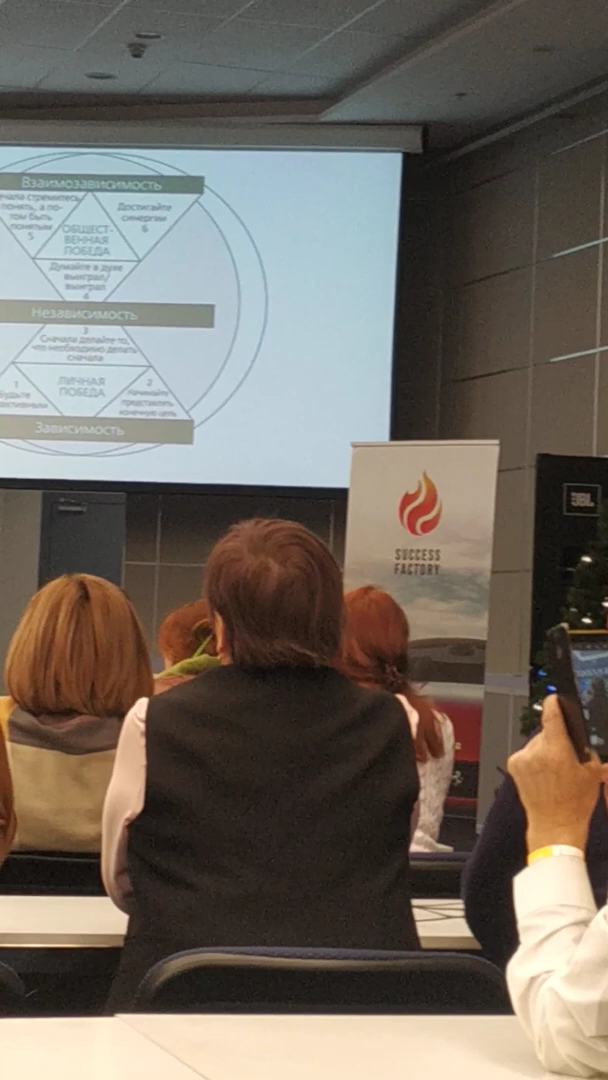 Взаимозависимость
стремитесь
понять, а по-
том быть
понятым
5
Достигайте
синергии
6
ОБЩЕСТ-
ВЕННАЯ
ПОБЕДА
Думайте в духе
выиграл/
выиграл
4
Независимость
3
Сначала делайте то,
что необходимо делать
сначала
1
2
Начинайте
представляя
конечную цель
ЛИЧНАЯ
ПОБЕДА
Зависимость
SUCCESS
FACTORY
JBL